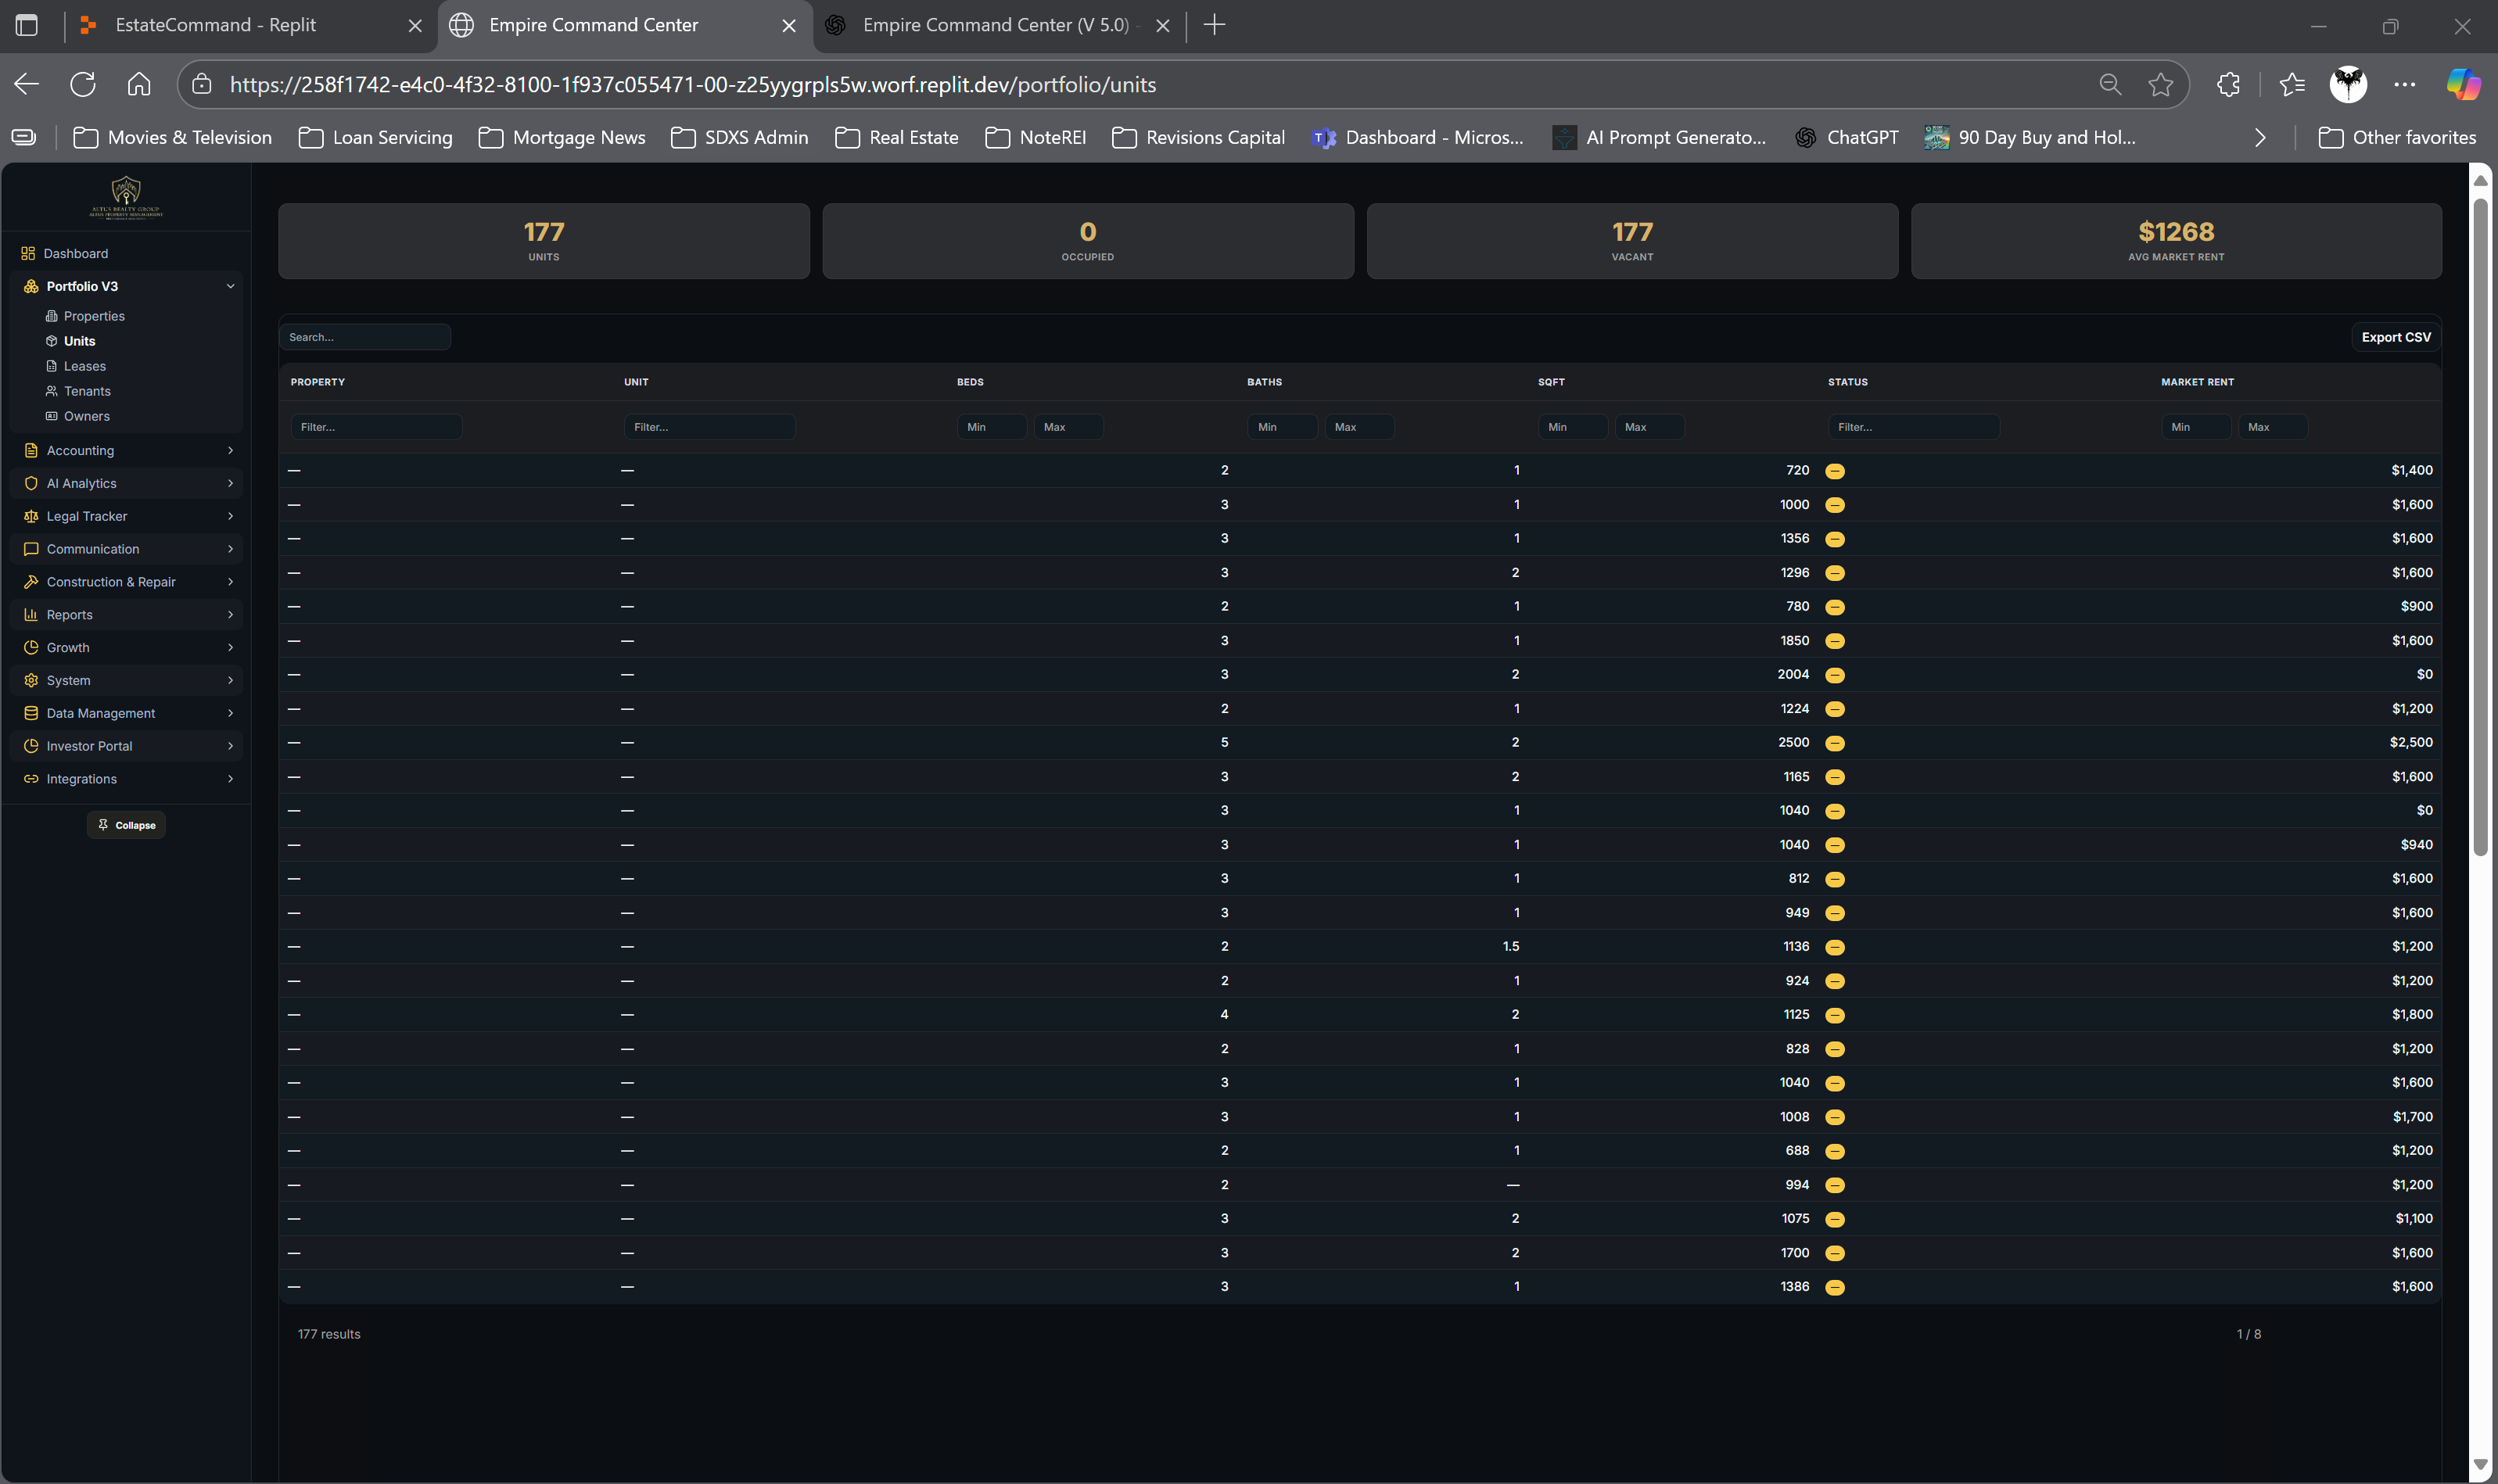 EstateCommand - Replit
Empire Command Center
Empire Command Center (V 5.0) -
https://258f1742-e4c0-4f32-8100-1f937c055471-00-z25yygrpls5w.worf.replit.dev/portfolio/units
Movies & Television
Loan Servicing
Mortgage News
SDXS Admin
Real Estate
NoteREI
Revisions Capital
Dashboard - Micros...
AI Prompt Generato...
ChatGPT
90 Day Buy and Hol...
Other favorites
ALTUS REALTY GROUP
ALTUS PROPERTY MANAGEMENT
Dashboard
Portfolio V3
Properties
Units
Leases
Tenants
Owners
Accounting
AI Analytics
Legal Tracker
Communication
Construction & Repair
Reports
Growth
System
Data Management
Investor Portal
Integrations
Collapse
177
UNITS
0
OCCUPIED
177
VACANT
$1268
AVG MARKET RENT
Search...
Export CSV
PROPERTY UNIT BEDS BATHS SQFT STATUS MARKET RENT
Filter... Filter... Min Max Min Max Min Max Filter... Min Max
— — 2 1 720 — $1,400
— — 3 1 1000 — $1,600
— — 3 1 1356 — $1,600
— — 3 2 1296 — $1,600
— — 2 1 780 — $900
— — 3 1 1850 — $1,600
— — 3 2 2004 — $0
— — 2 1 1224 — $1,200
— — 5 2 2500 — $2,500
— — 3 2 1165 — $1,600
— — 3 1 1040 — $0
— — 3 1 1040 — $940
— — 3 1 812 — $1,600
— — 3 1 949 — $1,600
— — 2 1.5 1136 — $1,200
— — 2 1 924 — $1,200
— — 4 2 1125 — $1,800
— — 2 1 828 — $1,200
— — 3 1 1040 — $1,600
— — 3 1 1008 — $1,700
— — 2 1 688 — $1,200
— — 2 — 994 — $1,200
— — 3 2 1075 — $1,100
— — 3 2 1700 — $1,600
— — 3 1 1386 — $1,600
177 results
1 / 8